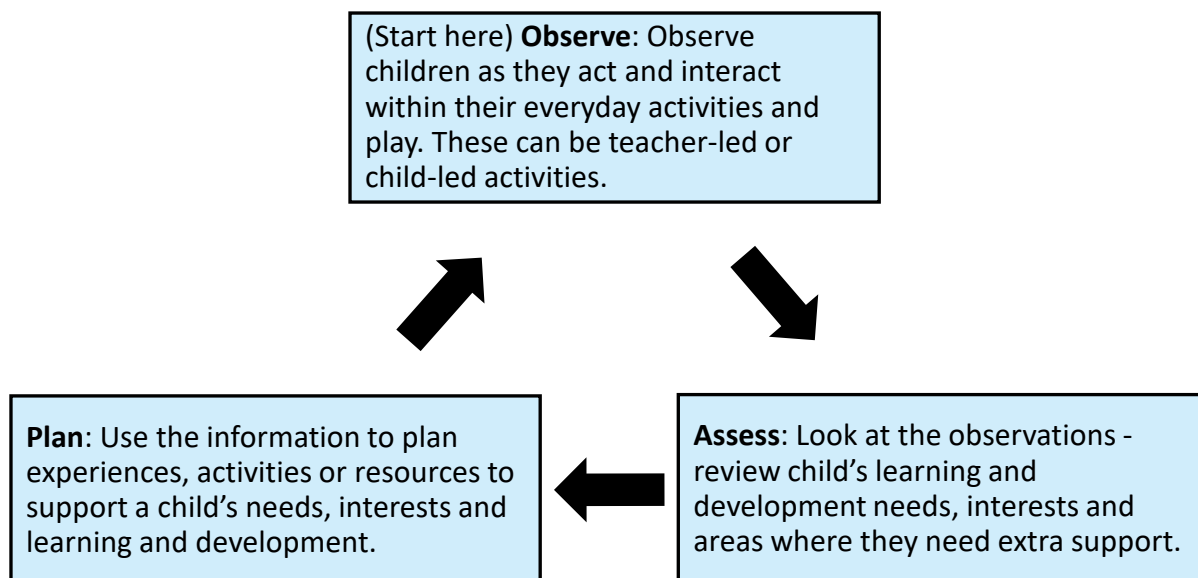 (Start here) Observe: Observe
children as they act and interact
within their everyday activities and
play. These can be teacher-led or
child-led activities.
Plan: Use the information to plan
experiences, activities or resources to
support a child’s needs, interests and
learning and development.
Assess: Look at the observations -
review child’s learning and
development needs, interests and
areas where they need extra support.